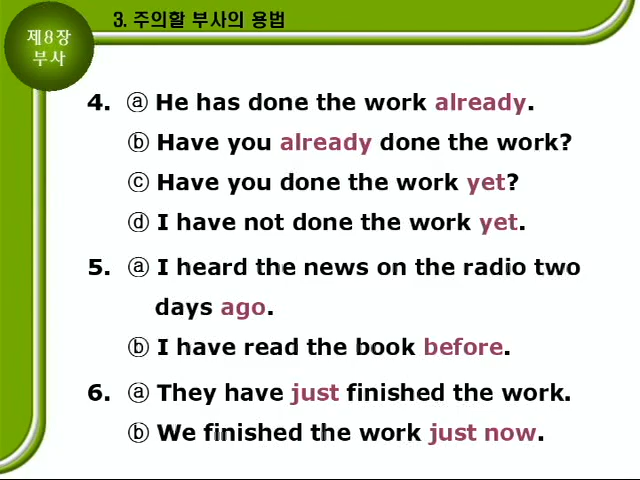 3. 주의할 부사의 용법
제8장
부사
4. ⓐ He has done the work already.
ⓑ Have you already done the work?
ⓒ Have you done the work yet?
ⓓ I have not done the work yet.
5. ⓐ I heard the news on the radio two
days ago.
ⓑ I have read the book before.
6. ⓐ They have just finished the work.
ⓑ We finished the work just now.